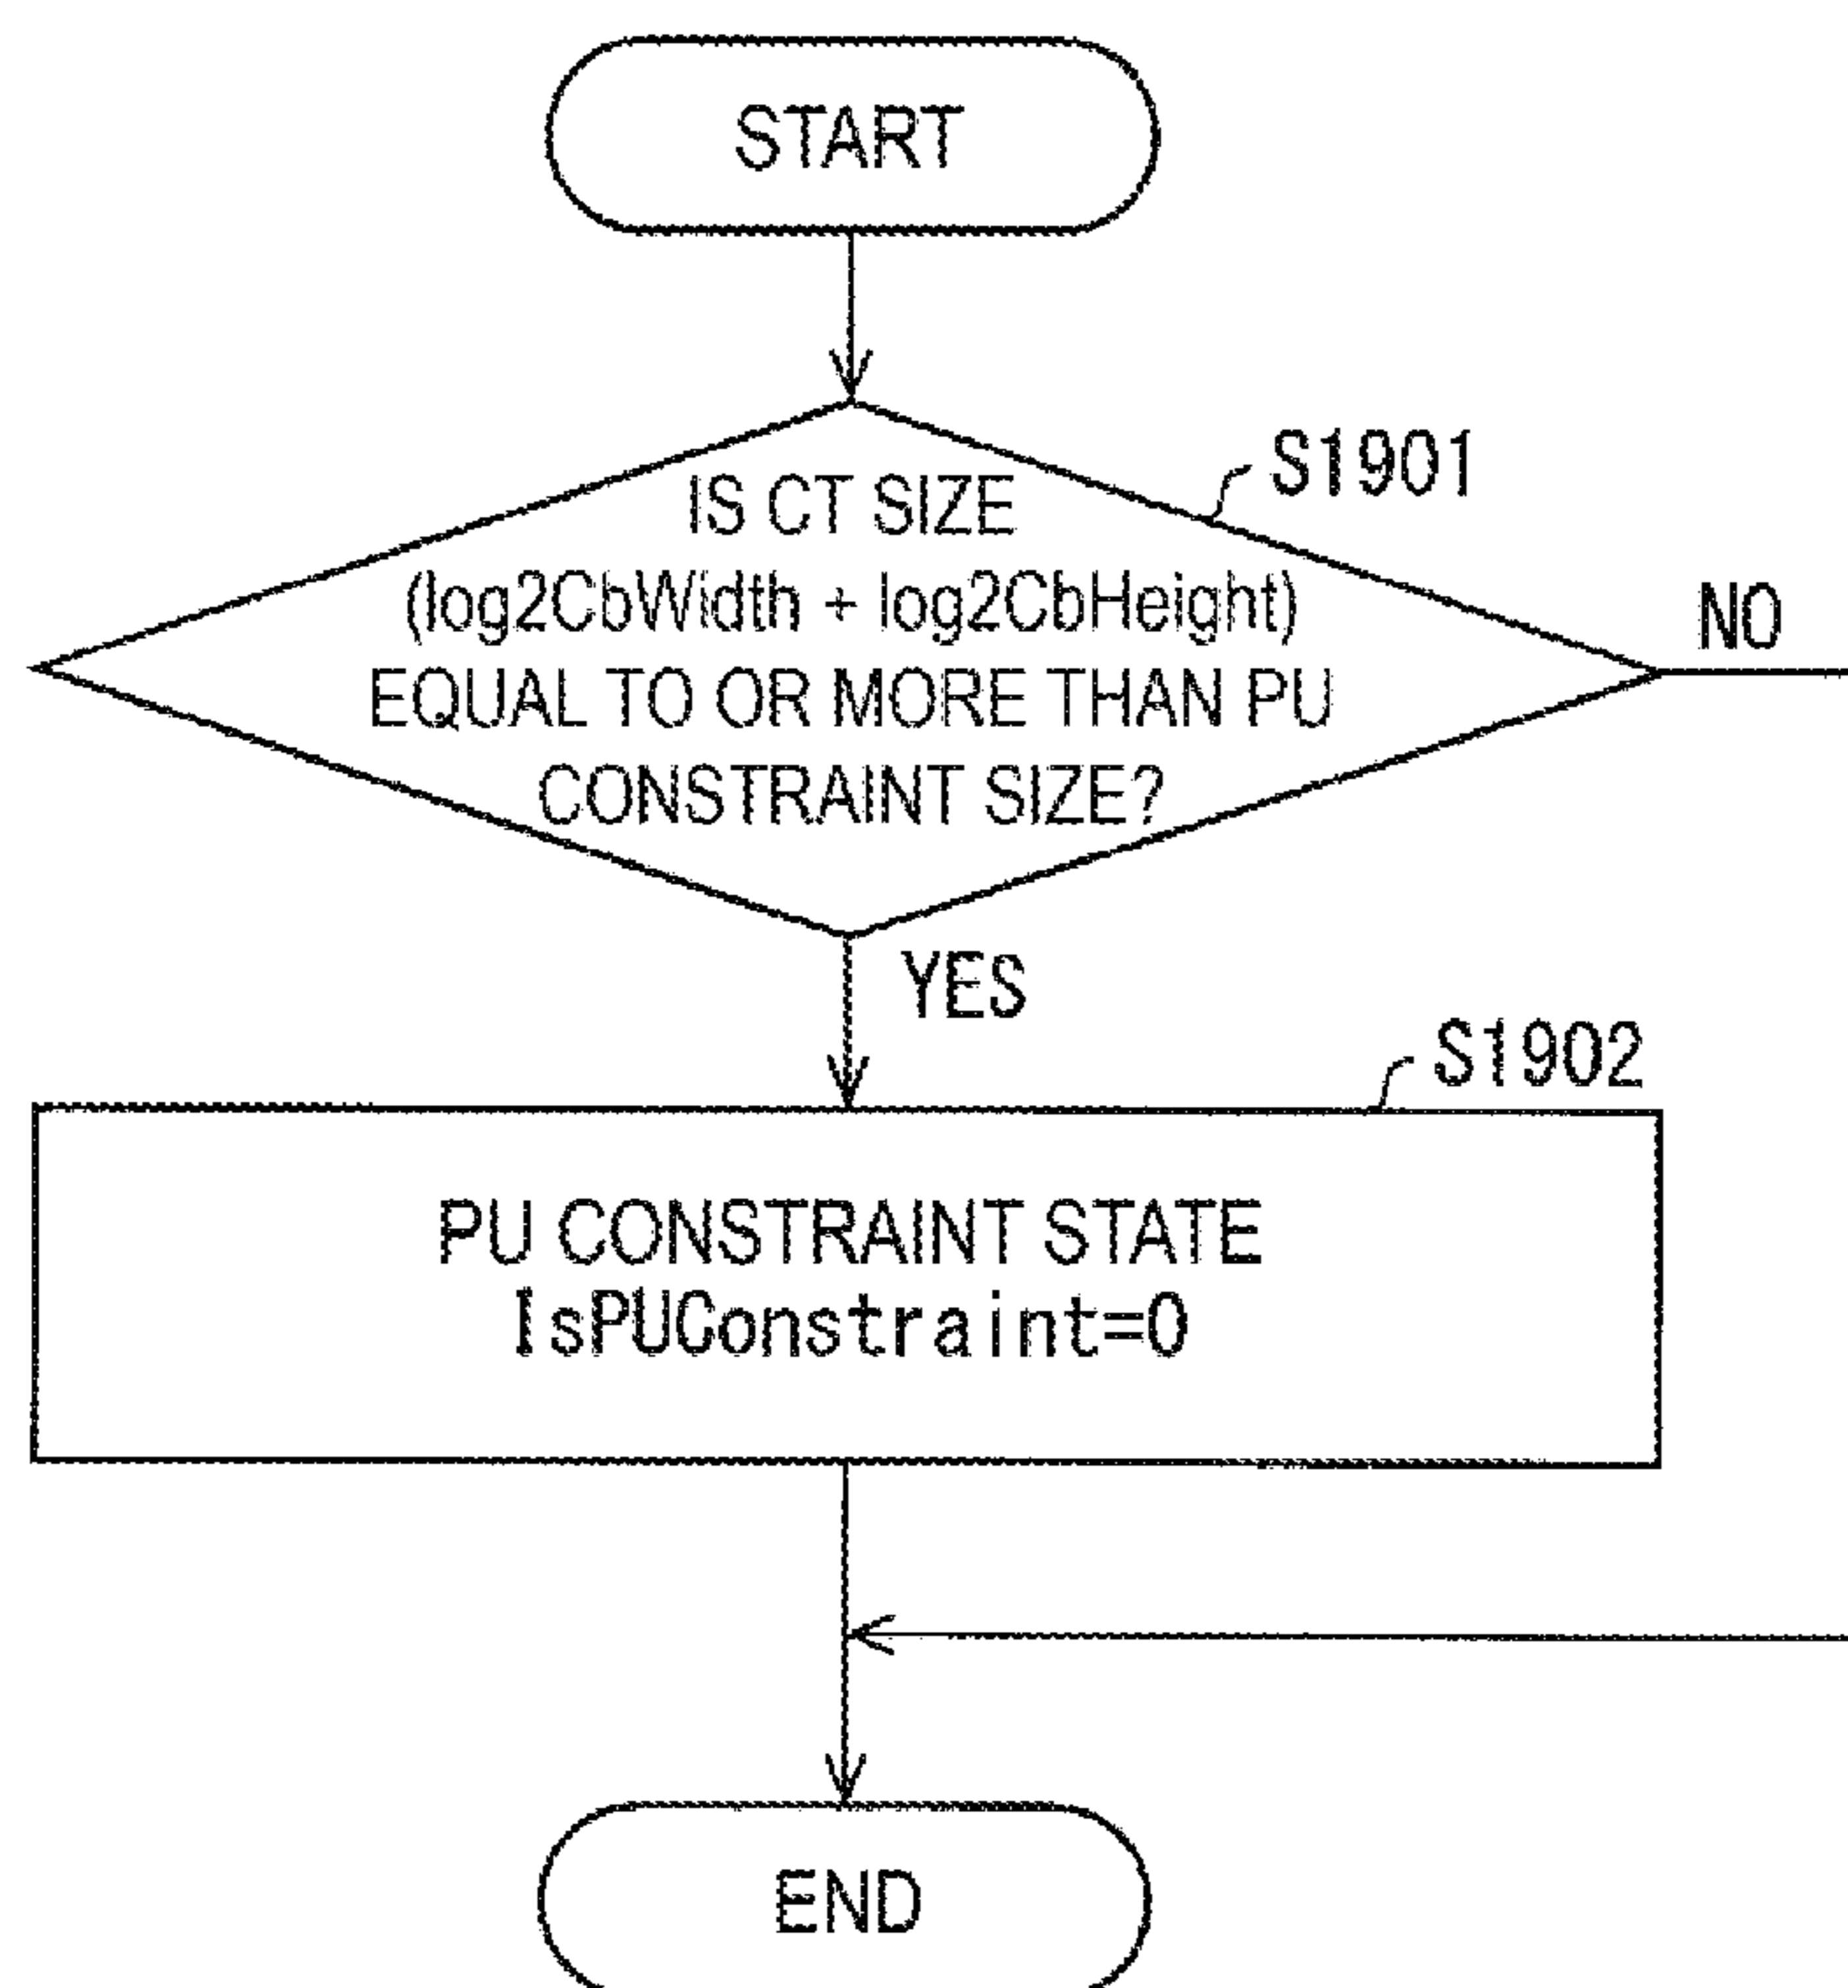 START
S1901
IS CT SIZE
(log2CbWidth + log2CbHeight)
EQUAL TO OR MORE THAN PU
CONSTRAINT SIZE?
NO
YES
S1902
PU CONSTRAINT STATE
IsPUConstraint=0
END